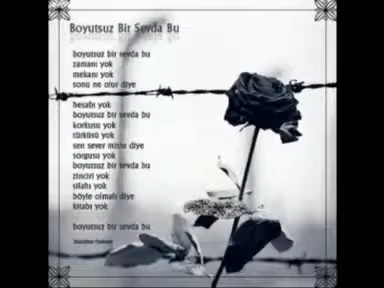 Boyutsuz Bir Sevda Bu
boyutsuz bir sevda bu
zamanı yok
mekanı yok
sonu ne olur diye
hesabı yok
boyutsuz bir sevda bu
korkusu yok
türküsü yok
sen sever misin diye
sorgusu yok
boyutsuz bir sevda bu
zinciri yok
silahı yok
böyle olmalı diye
kitabı yok
boyutsuz bir sevda bu